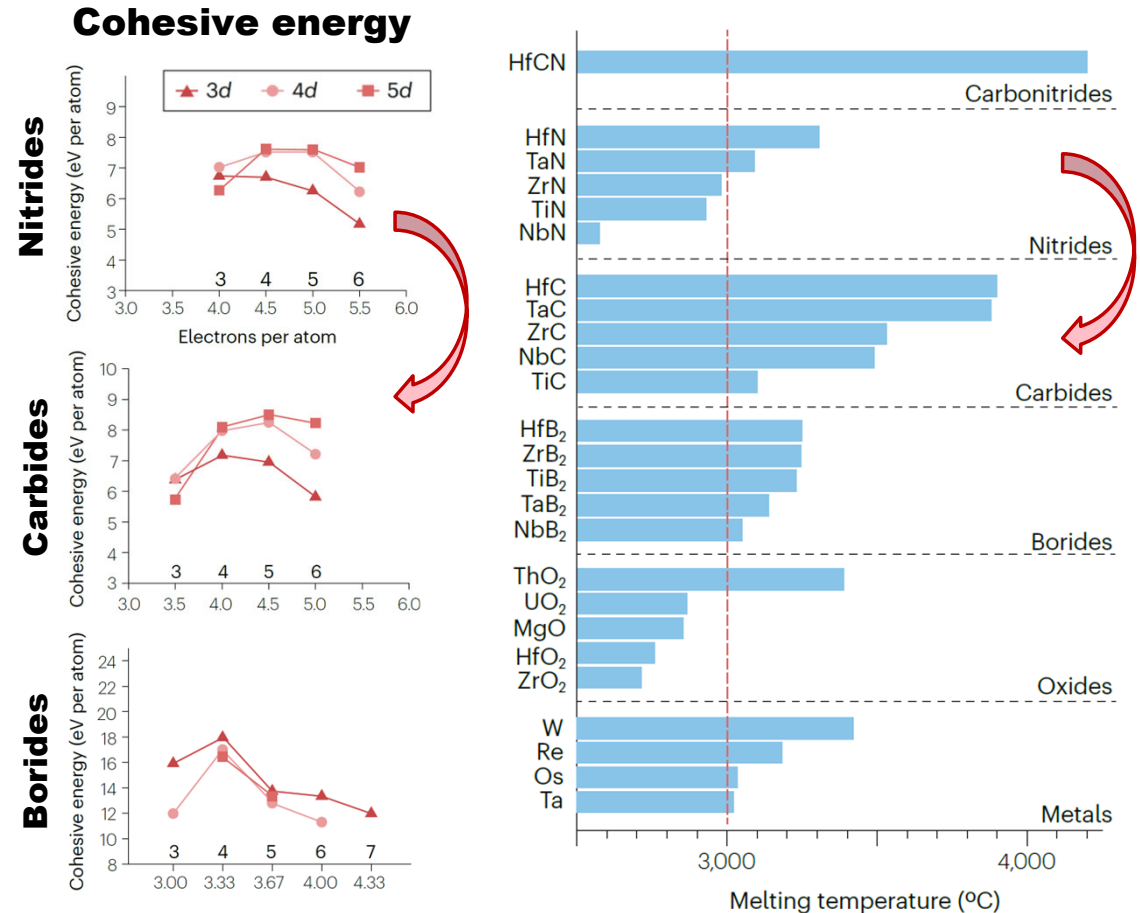 Cohesive energy
Nitrides
Cohesive energy (eV per atom)
3d 4d 5d
9
8
7
6
5
4
3
3 4 5 6
3.0 3.5 4.0 4.5 5.0 5.5 6.0
Electrons per atom
Carbides
Cohesive energy (eV per atom)
10
9
8
7
6
5
4
3
3 4 5 6
3.0 3.5 4.0 4.5 5.0 5.5 6.0
Borides
Cohesive energy (eV per atom)
24
22
20
18
16
14
12
10
8
3 4 5 6 7
3.00 3.33 3.67 4.00 4.33
HfCN
Carbonitrides
HfN
TaN
ZrN
TiN
NbN
Nitrides
HfC
TaC
ZrC
NbC
TiC
Carbides
HfB₂
ZrB₂
TiB₂
TaB₂
NbB₂
Borides
ThO₂
UO₂
MgO
HfO₂
ZrO₂
Oxides
W
Re
Os
Ta
Metals
3,000 4,000
Melting temperature (ºC)